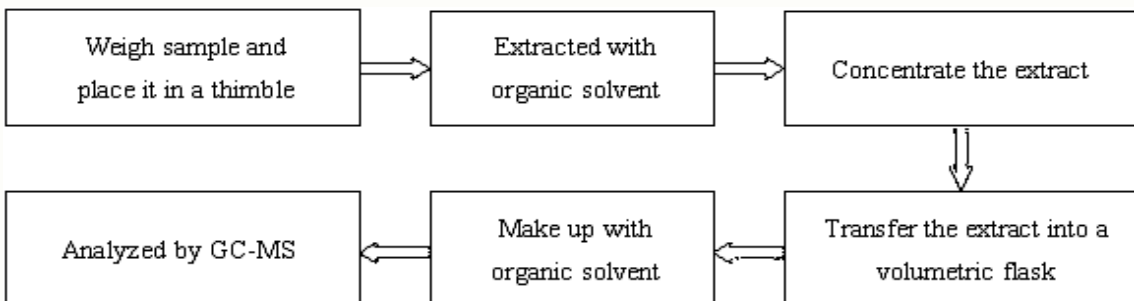 Weigh sample and
place it in a thimble
Extracted with
organic solvent
Concentrate the extract
Transfer the extract into a
volumetric flask
Make up with
organic solvent
Analyzed by GC-MS